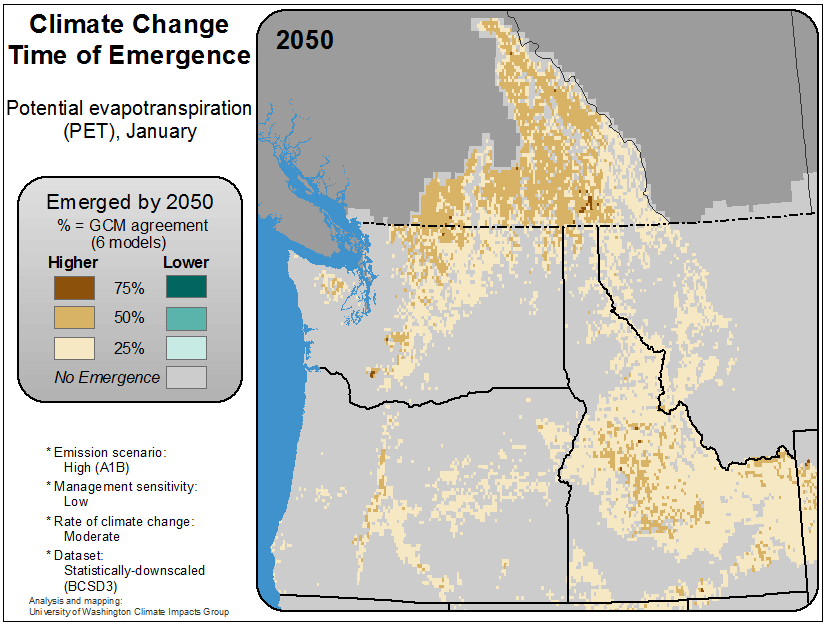 Climate Change
Time of Emergence
Potential evapotranspiration
(PET), January
Emerged by 2050
% = GCM agreement
(6 models)
Higher Lower
75%
50%
25%
No Emergence
* Emission scenario:
High (A1B)
* Management sensitivity:
Low
* Rate of climate change:
Moderate
* Dataset:
Statistically-downscaled
(BCSD3)
Analysis and mapping:
University of Washington Climate Impacts Group
2050